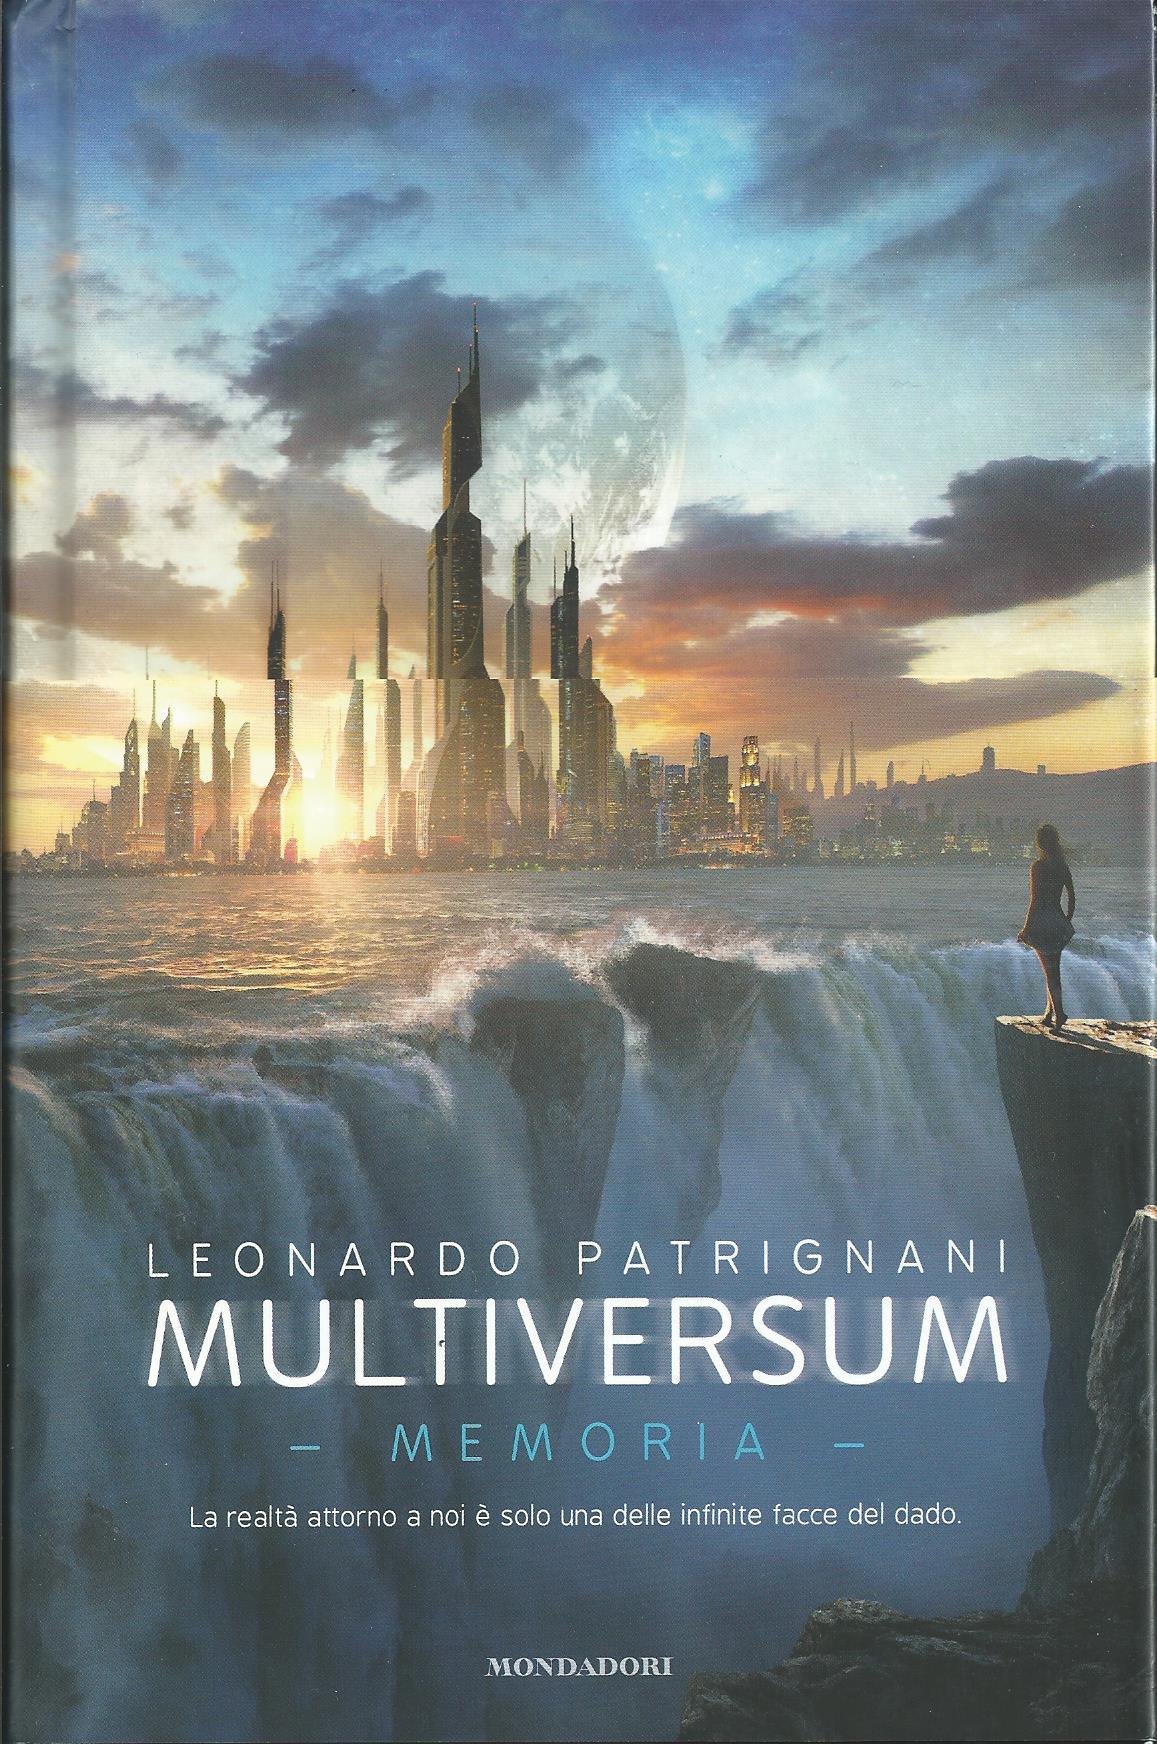 LEONARDO PATRIGNANI
MULTIVERSUM
– MEMORIA –
La realtà attorno a noi è solo una delle infinite facce del dado.
MONDADORI